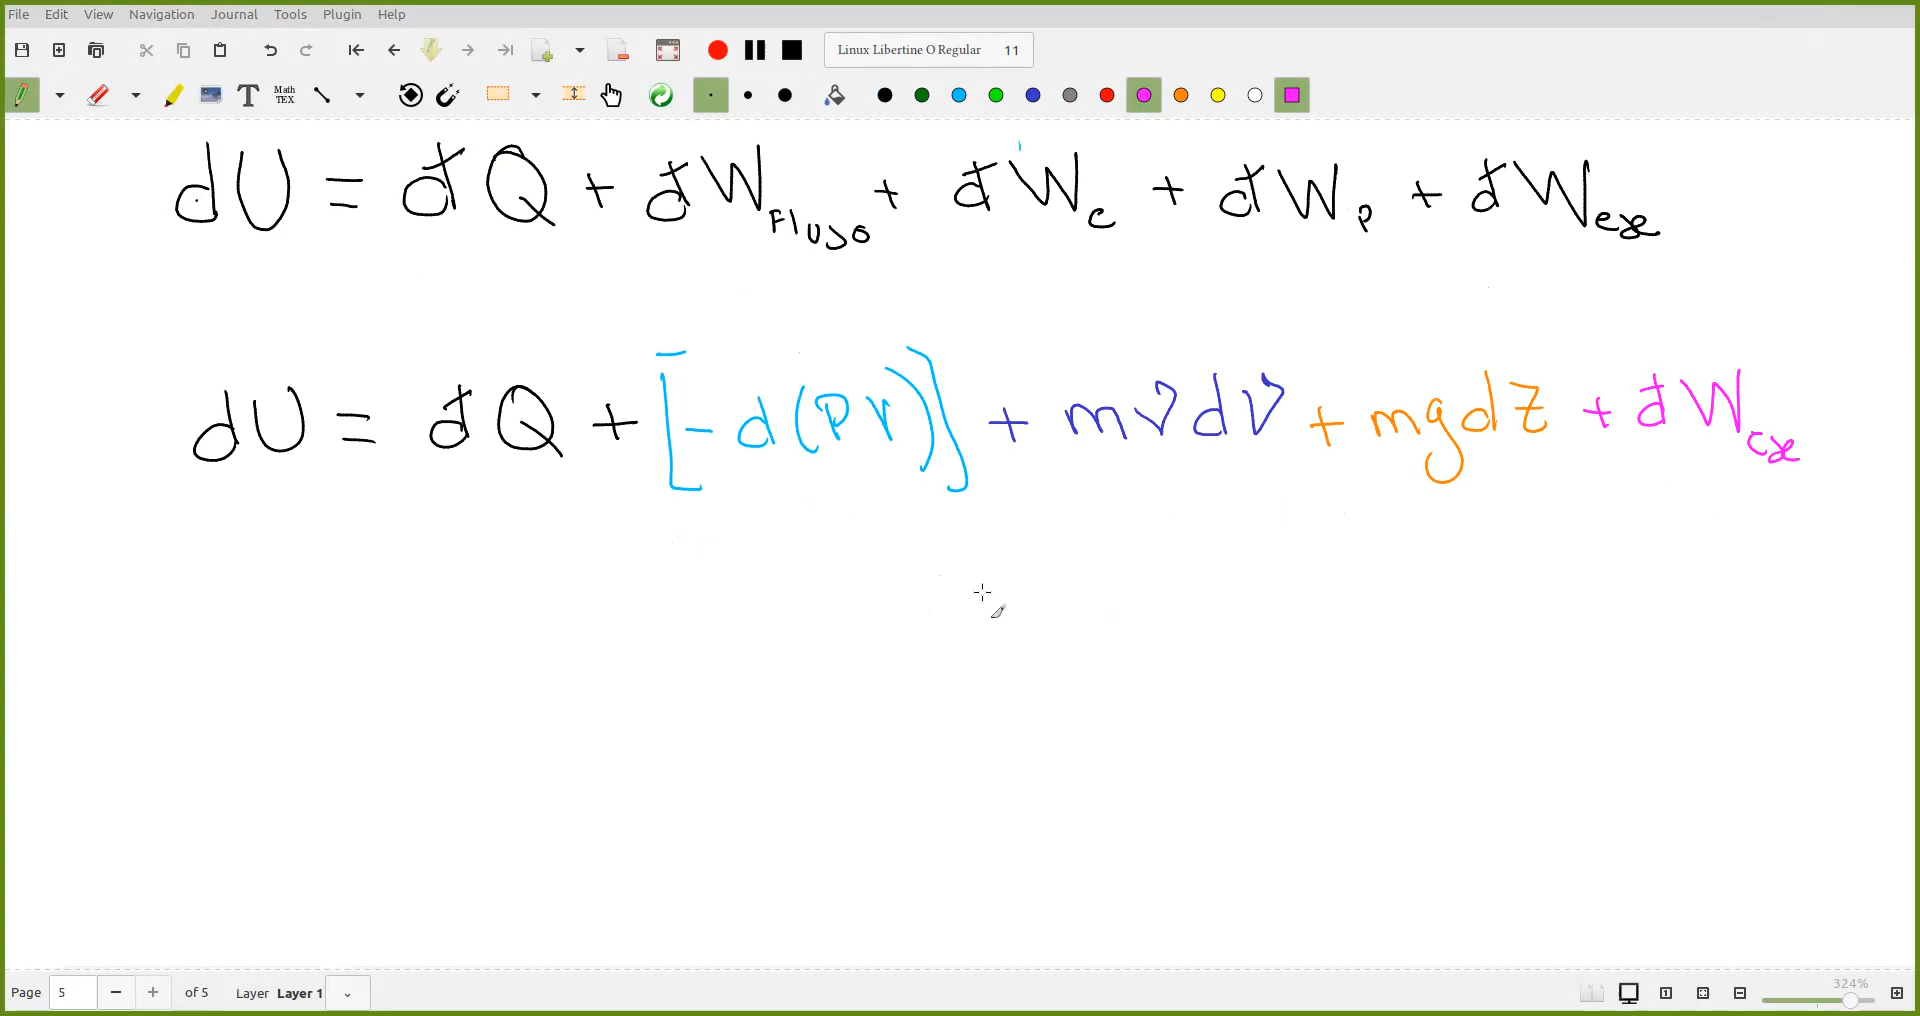 File Edit View Navigation Journal Tools Plugin Help
Linux Libertine O Regular 11
T Math TEX
dU = đQ + đW_Flujo + đW_c + đW_p + đW_ex
dU = đQ + [-d(PV)] + mvdv + mgdz + đW_ex
Page 5 of 5 Layer Layer 1 324%